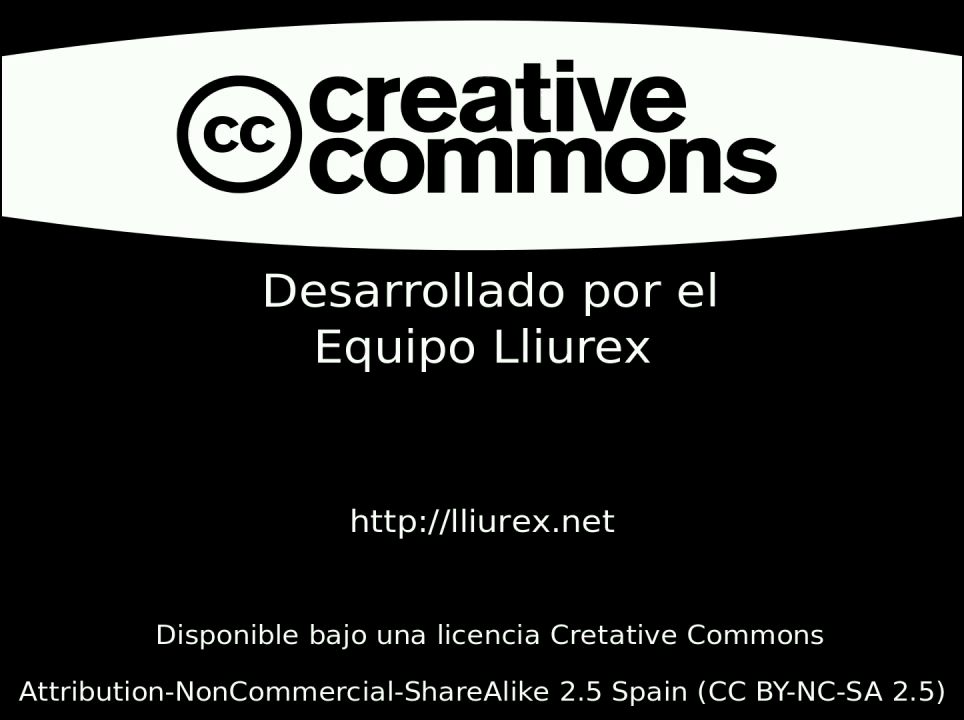 cc creative
commons
Desarrollado por el
Equipo Lliurex
http://lliurex.net
Disponible bajo una licencia Cretative Commons
Attribution-NonCommercial-ShareAlike 2.5 Spain (CC BY-NC-SA 2.5)